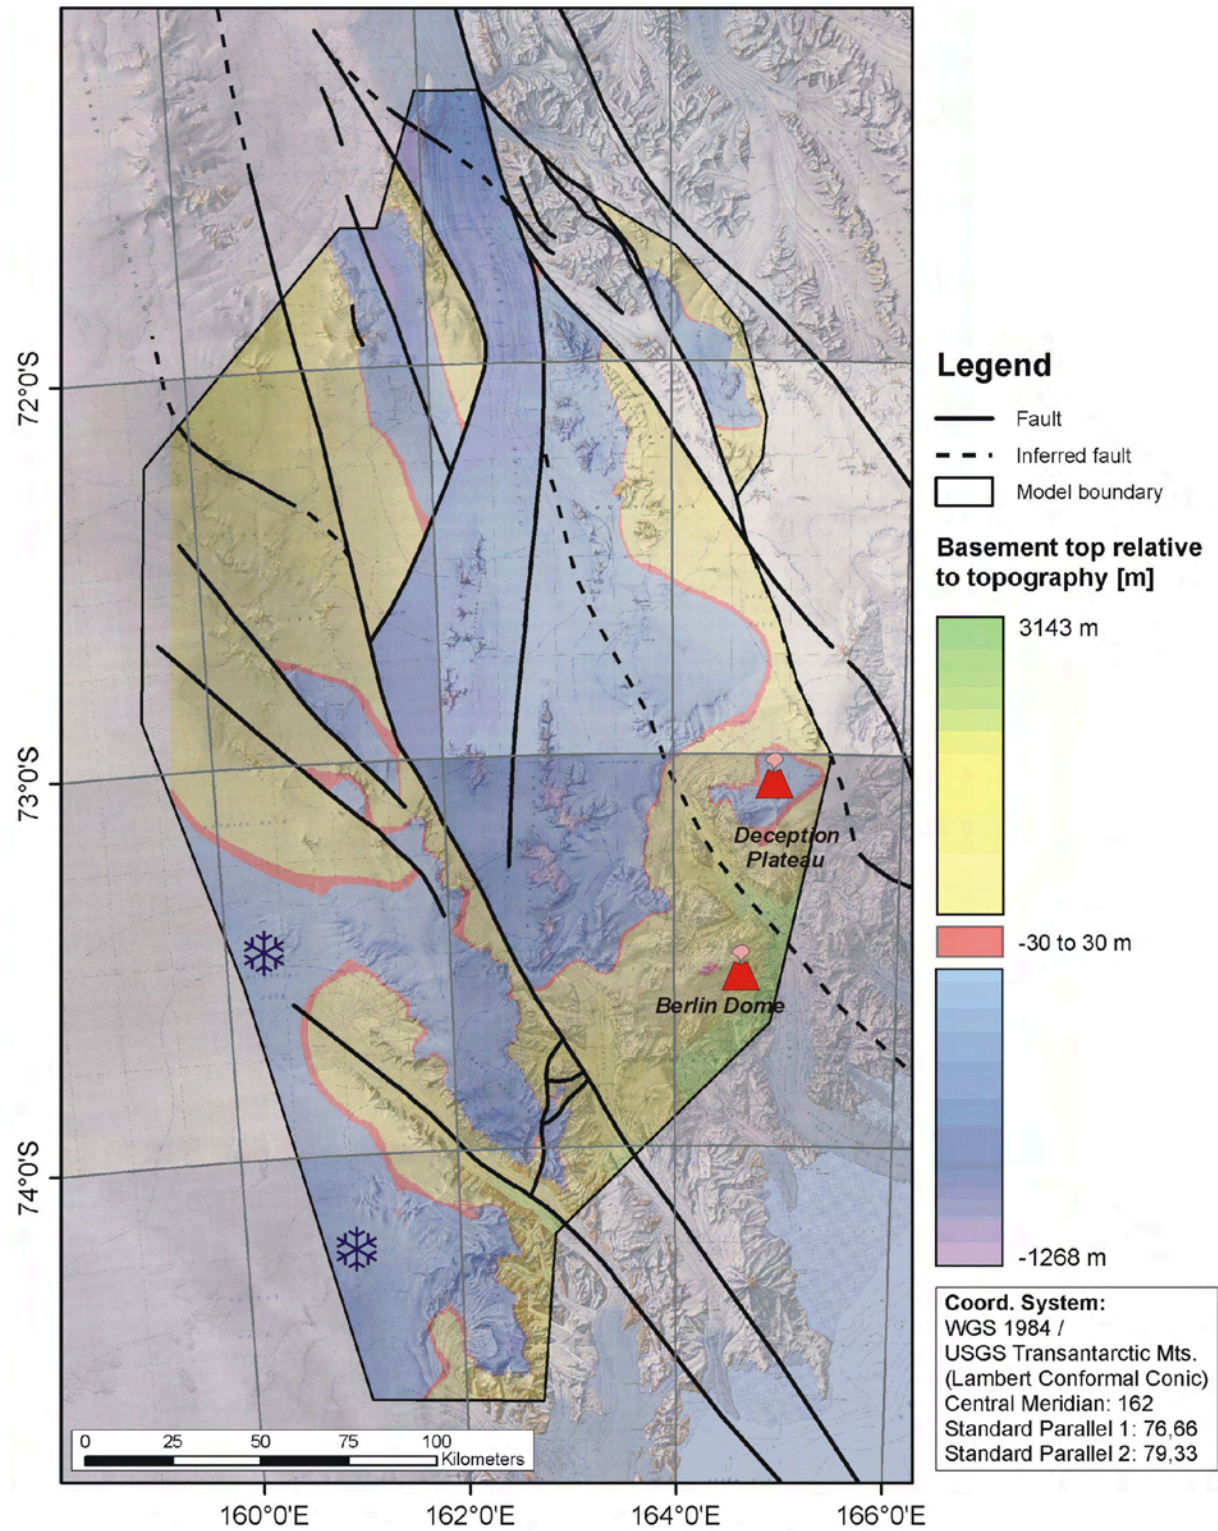 72°0'S
73°0'S
74°0'S
Deception
Plateau
Berlin Dome
0 25 50 75 100
Kilometers
160°0'E 162°0'E 164°0'E 166°0'E
Legend
Fault
Inferred fault
Model boundary
Basement top relative
to topography [m]
3143 m
-30 to 30 m
-1268 m
Coord. System:
WGS 1984 /
USGS Transantarctic Mts.
(Lambert Conformal Conic)
Central Meridian: 162
Standard Parallel 1: 76,66
Standard Parallel 2: 79,33